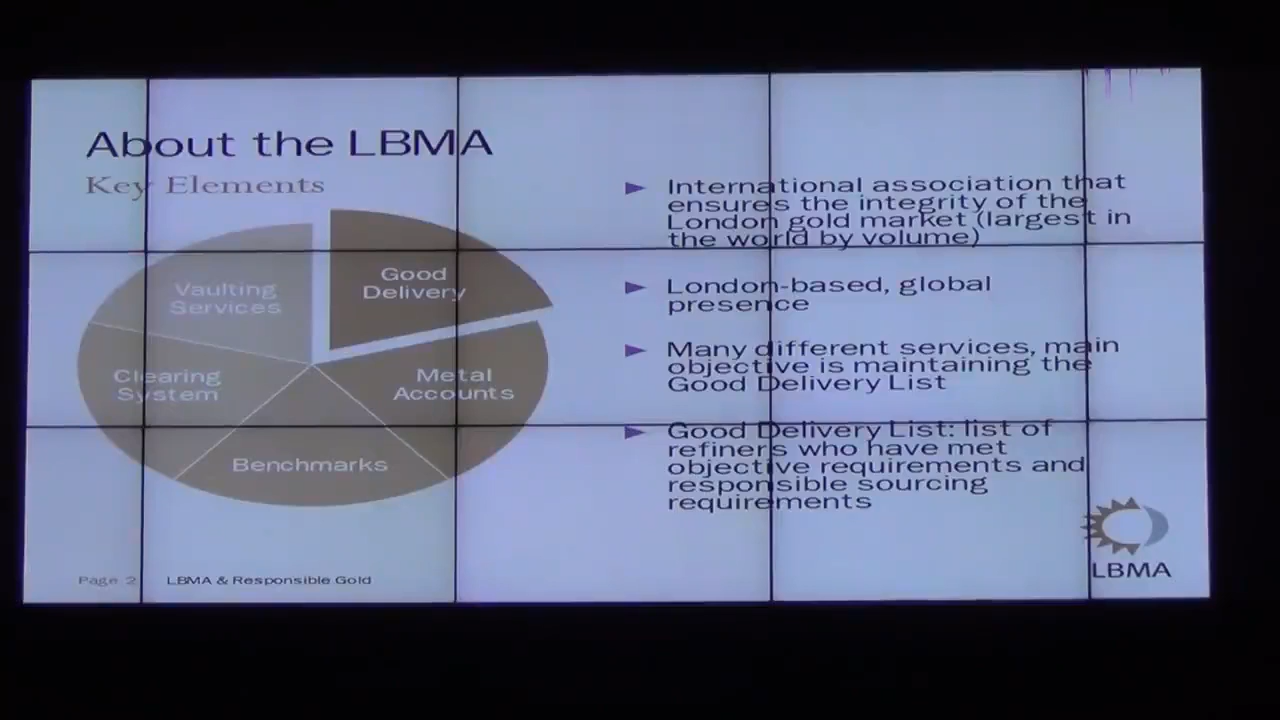 About the LBMA
Key Elements
Good
Delivery
Vaulting
Services
Clearing
System
Metal
Accounts
Benchmarks
International association that
ensures the integrity of the
London gold market (largest in
the world by volume)
London-based, global
presence
Many different services, main
objective is maintaining the
Good Delivery List
Good Delivery List: list of
refiners who have met
objective requirements and
responsible sourcing
requirements
LBMA
Page 2
LBMA & Responsible Gold